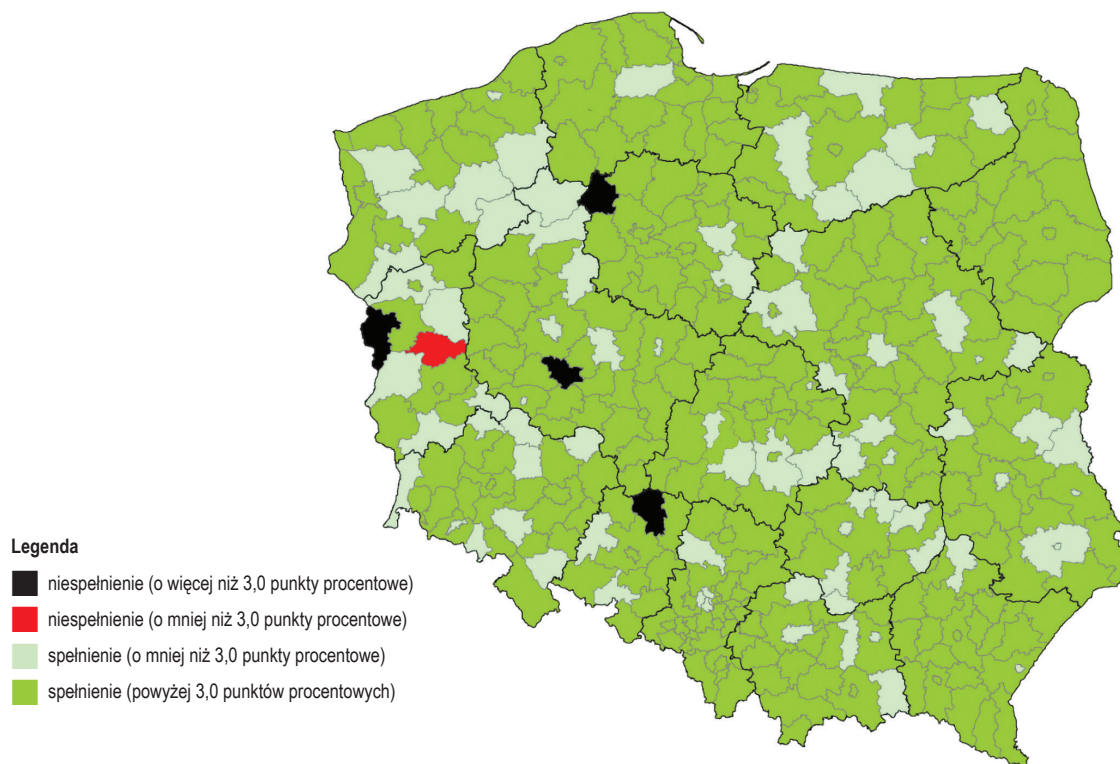 Legenda
niespełnienie (o więcej niż 3,0 punkty procentowe)
niespełnienie (o mniej niż 3,0 punkty procentowe)
spełnienie (o mniej niż 3,0 punkty procentowe)
spełnienie (powyżej 3,0 punktów procentowych)